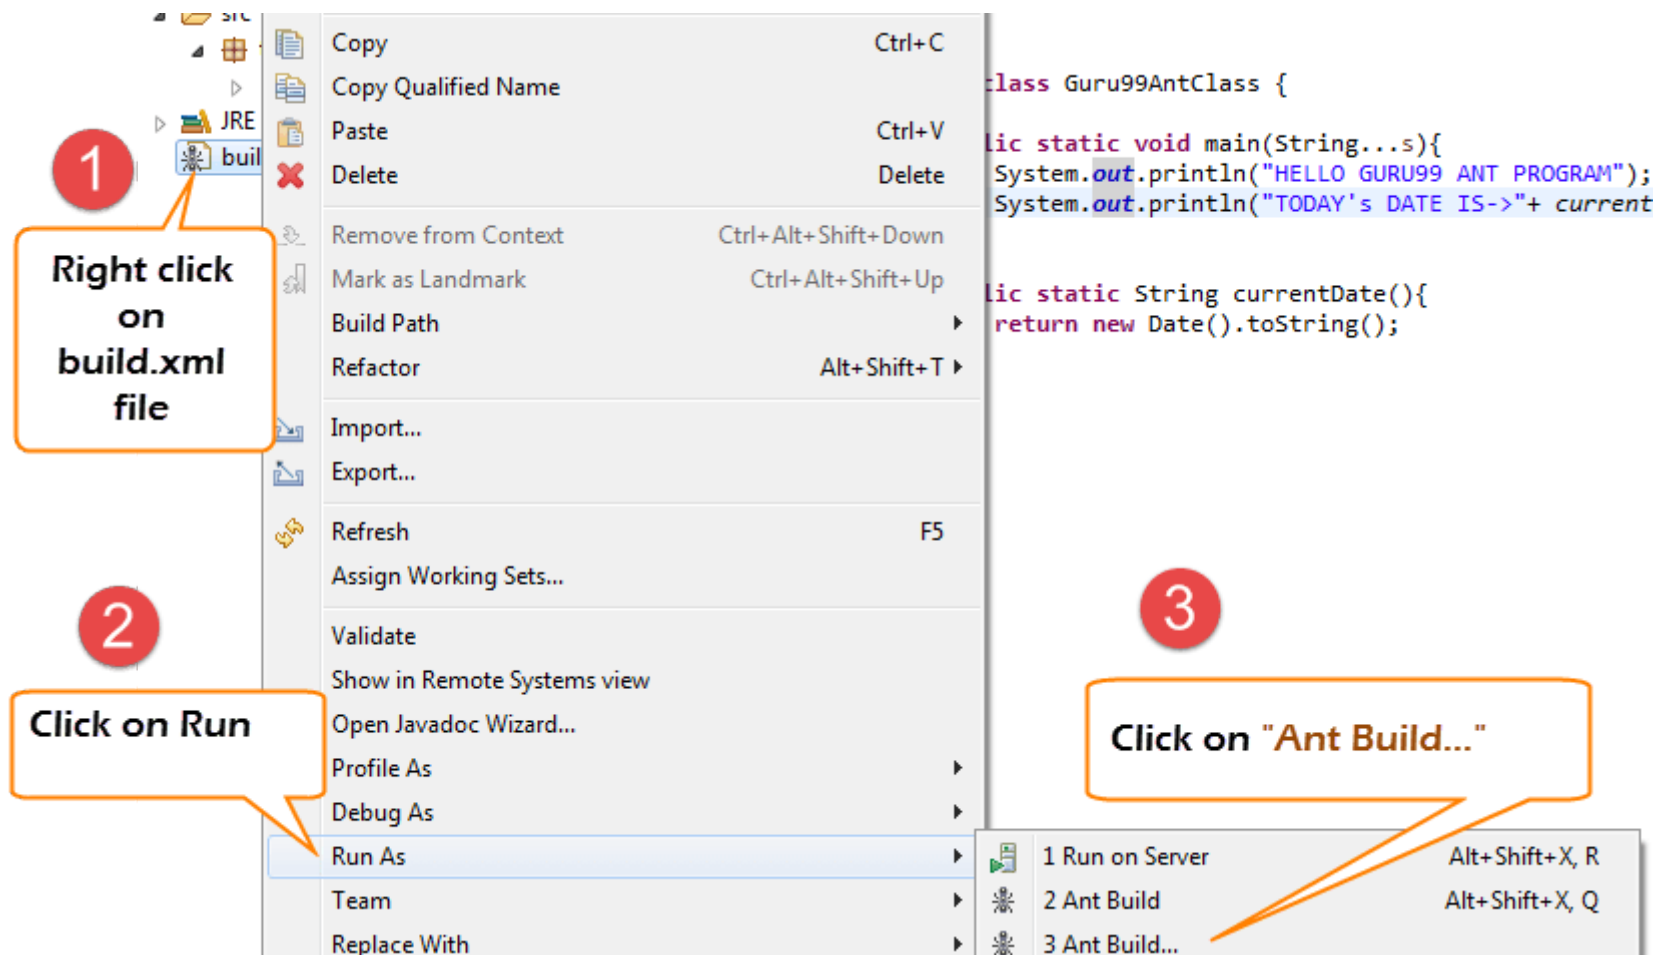 src
JRE
buil
1
Right click
on
build.xml
file
2
Click on Run
Copy Ctrl+C
Copy Qualified Name
Paste Ctrl+V
Delete Delete
Remove from Context Ctrl+Alt+Shift+Down
Mark as Landmark Ctrl+Alt+Shift+Up
Build Path
Refactor Alt+Shift+T
Import...
Export...
Refresh F5
Assign Working Sets...
Validate
Show in Remote Systems view
Open Javadoc Wizard...
Profile As
Debug As
Run As
Team
Replace With
class Guru99AntClass {
lic static void main(String...s){
System.out.println("HELLO GURU99 ANT PROGRAM");
System.out.println("TODAY's DATE IS->"+ current
lic static String currentDate(){
return new Date().toString();
3
Click on "Ant Build..."
1 Run on Server Alt+Shift+X, R
2 Ant Build Alt+Shift+X, Q
3 Ant Build...